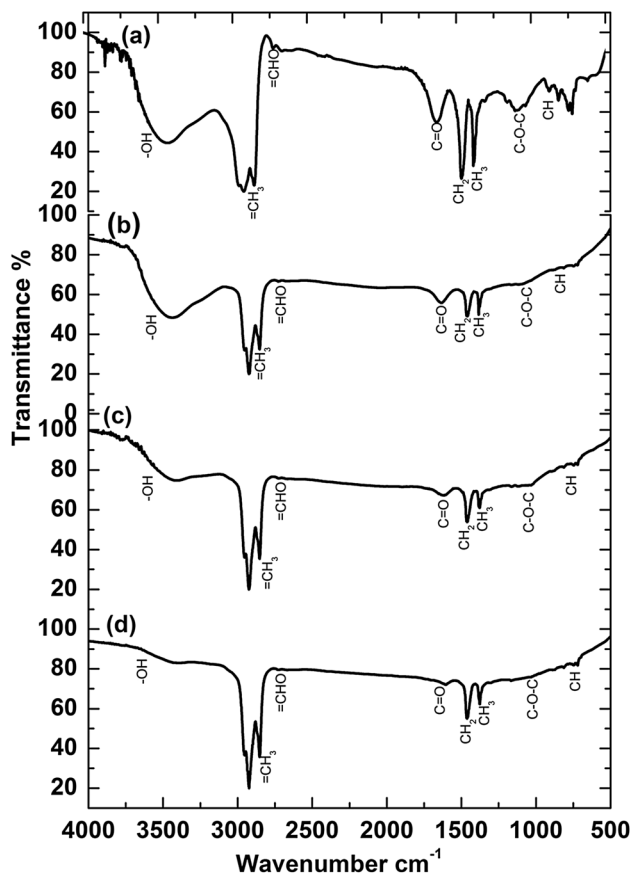 (a)
100
80
60
40
20
-OH
=CH3
=CHO
C=O
CH2
CH3
C-O-C
CH
(b)
100
80
60
40
20
0
-OH
=CH3
=CHO
C=O
CH2
CH3
C-O-C
CH
(c)
100
80
60
40
20
-OH
=CH3
=CHO
C=O
CH2
CH3
C-O-C
CH
(d)
100
80
60
40
20
-OH
=CH3
=CHO
C=O
CH2
CH3
C-O-C
CH
Transmittance %
4000 3500 3000 2500 2000 1500 1000 500
Wavenumber cm-1